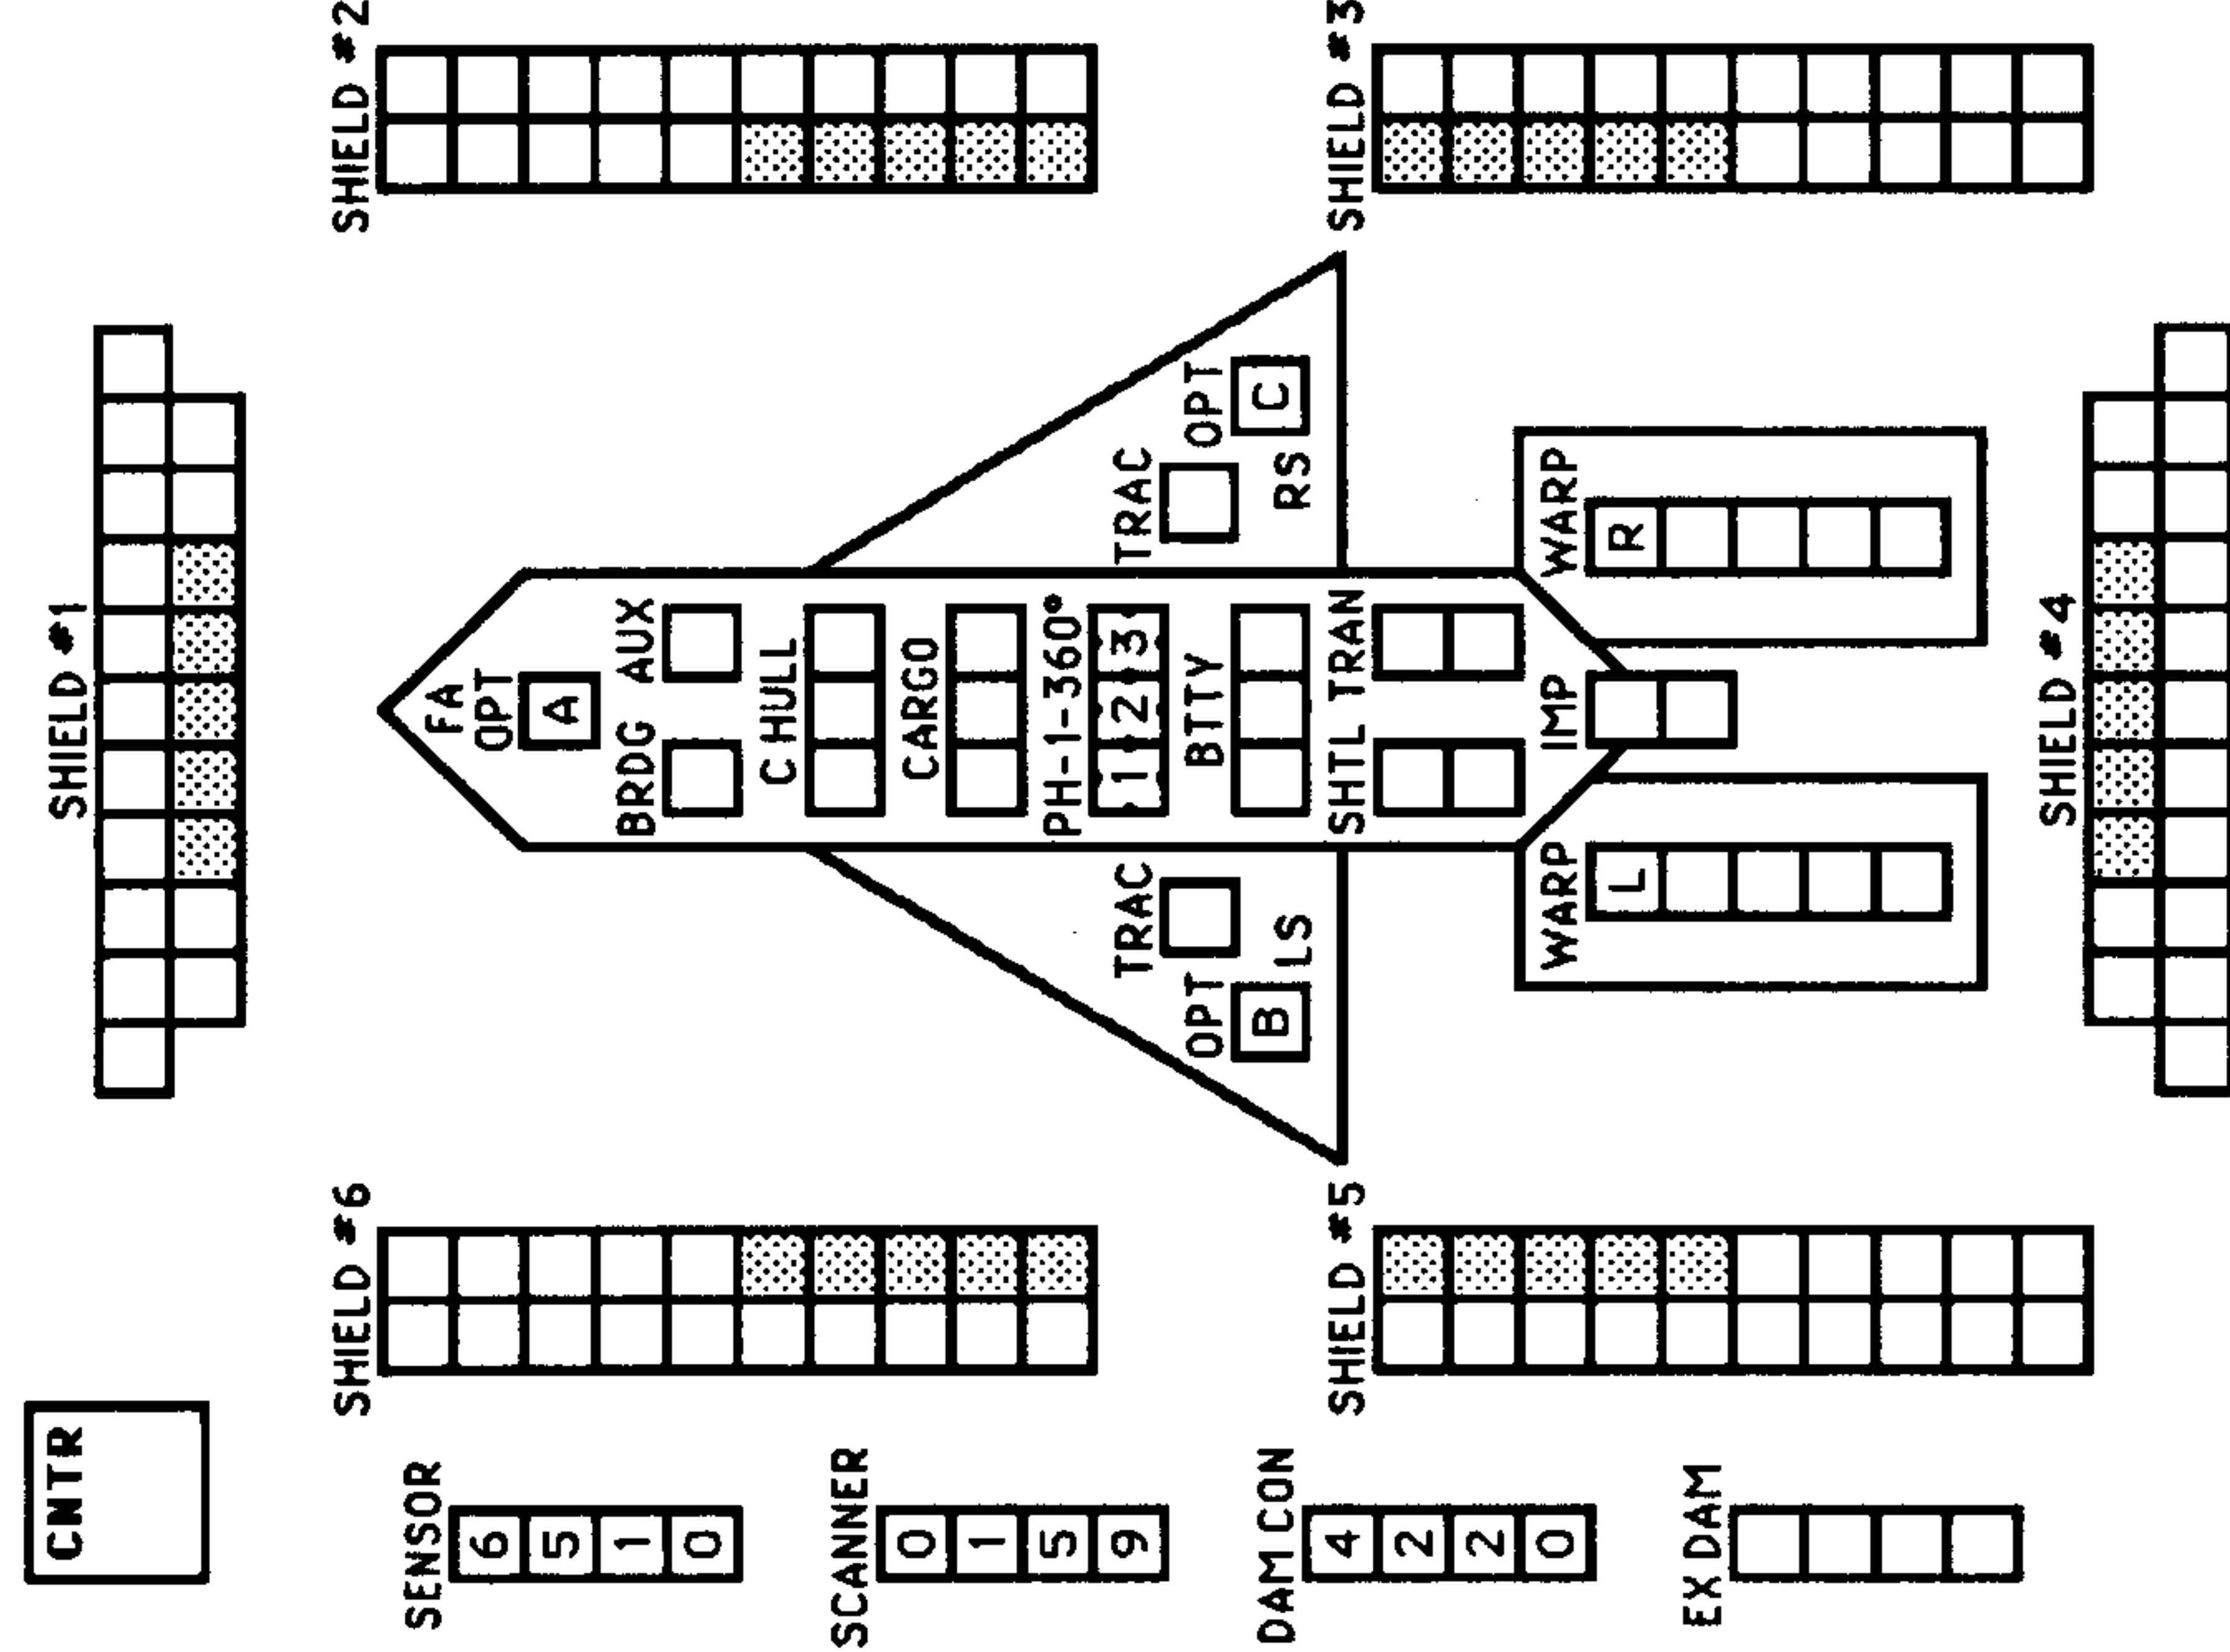 CNTR
SHIELD #1
SHIELD #2
SHIELD #6
SENSOR
6
5
1
0
FA
OPT
A
BRDG AUX
C HULL
CARGO
PH-1-360°
1 2 3
BTTY
SHTL TRAN
IMP
TRAC
OPT
B
LS
TRAC
OPT
C
RS
WARP
L
WARP
R
SCANNER
0
1
5
9
SHIELD #5
SHIELD #3
DAM CON
4
2
2
0
EX DAM
SHIELD #4